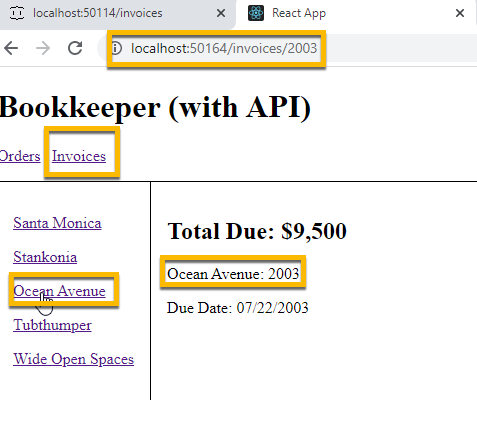 localhost:50114/invoices
React App
localhost:50164/invoices/2003
Bookkeeper (with API)
Orders Invoices
Santa Monica
Stankonia
Ocean Avenue
Tubthumper
Wide Open Spaces
Total Due: $9,500
Ocean Avenue: 2003
Due Date: 07/22/2003